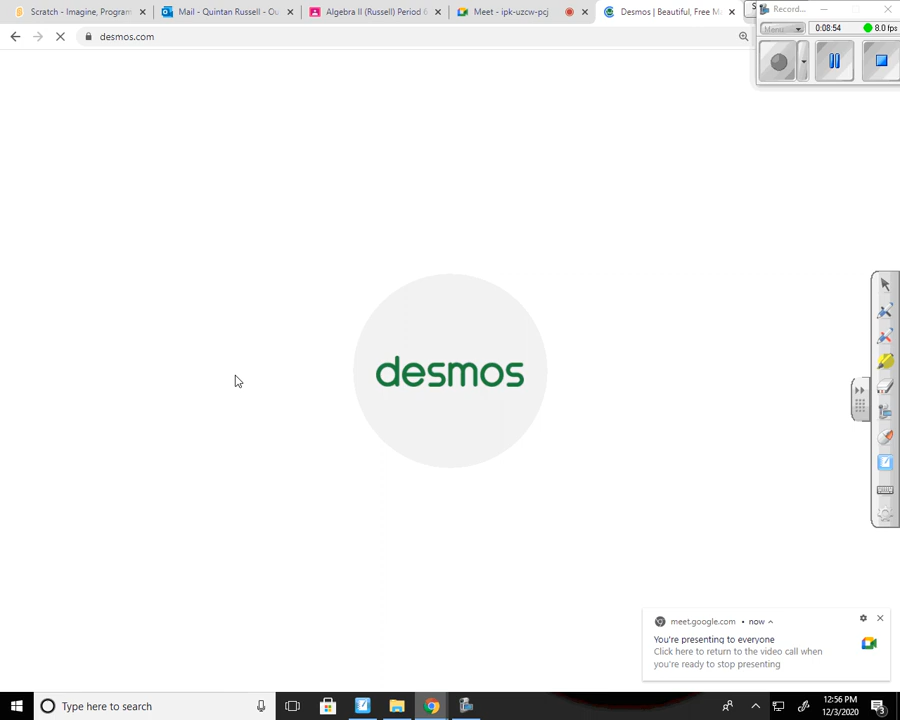 Scratch - Imagine, Program
Mail - Quintan Russell - Ou
Algebra II (Russell) Period 6
Meet - ipk-uzcw-pcj
Desmos | Beautiful, Free M
Record...
Menu
0:08:54
8.0 fps
desmos.com
desmos
meet.google.com • now
You're presenting to everyone
Click here to return to the video call when
you're ready to stop presenting
Type here to search
12:56 PM
12/3/2020
3